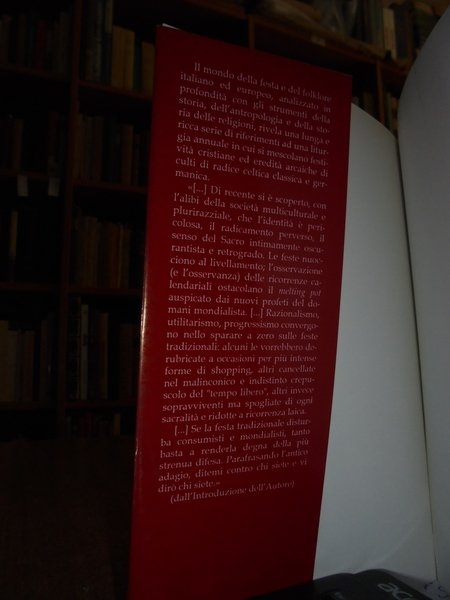 Il mondo della festa e del folklore
italiano ed europeo, analizzato in
profondità con gli strumenti della
storia, dell'antropologia e della sto-
ria delle religioni, rivela una lunga e
ricca serie di riferimenti ad una litur-
gia annuale in cui si mescolano festi-
vità cristiane ed eredità arcaiche di
culti di radice celtica classica e ger-
manica.
«[...] Di recente si è scoperto, con
l'alibi della società multiculturale e
plurirazziale, che l'identità è peri-
colosa, il radicamento perverso, il
senso del Sacro intimamente oscu-
rantista e retrogrado. Le feste nuoc-
ciono al livellamento; l'osservazione
(e l'osservanza) delle ricorrenze ca-
lendariali ostacolano il melting pot
auspicato dai nuovi profeti del do-
mani mondialista. [...] Razionalismo,
utilitarismo, progressismo convergo-
no nello sparare a zero sulle feste
tradizionali: alcuni le vorrebbero de-
rubricate a occasioni per più intense
forme di shopping, altri cancellate
nel malinconico e indistinto crepu-
scolo del "tempo libero", altri invece
sopravviventi ma spogliate di ogni
sacralità e ridotte a ricorrenza laica.
[...] Se la festa tradizionale distur-
ba consumisti e mondialisti, tanto
basta a renderla degna della più
strenua difesa. Parafrasando l'antico
adagio, ditemi contro chi siete e vi
dirò chi siete.»
(dall'Introduzione dell'Autore)